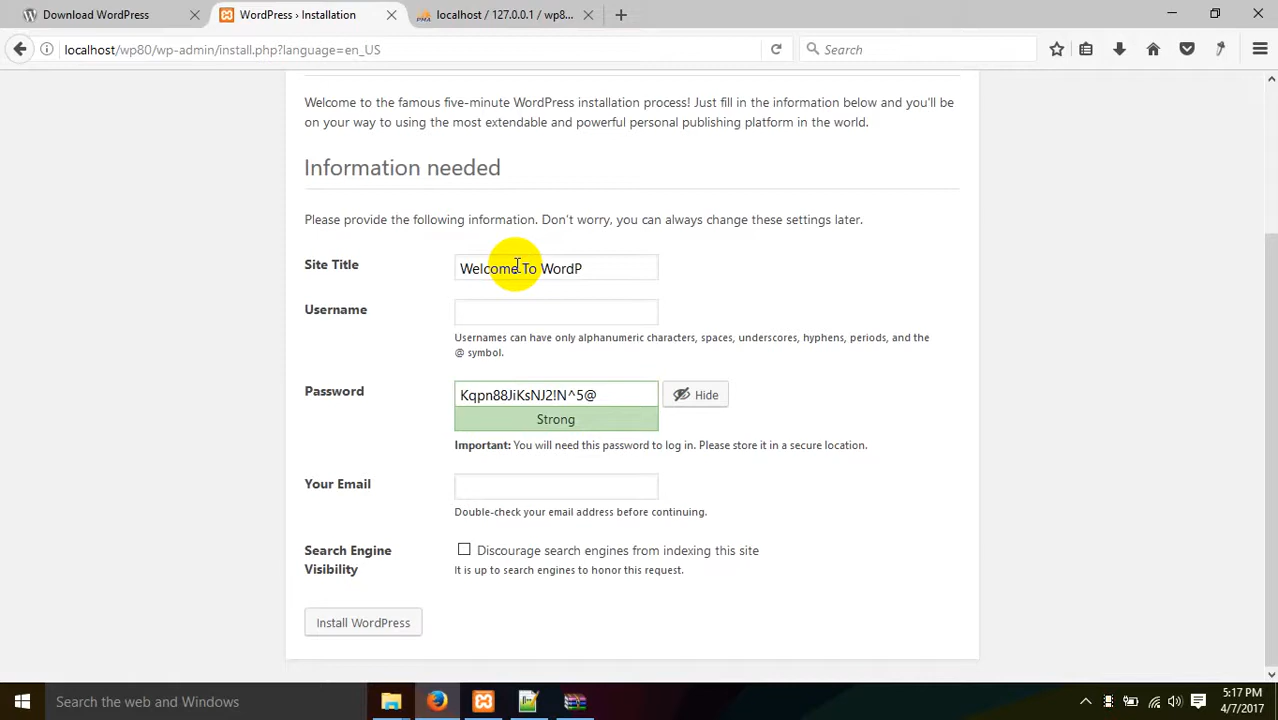 Download WordPress
WordPress › Installation
localhost / 127.0.0.1 / wp8...
localhost/wp80/wp-admin/install.php?language=en_US
Search
Welcome to the famous five-minute WordPress installation process! Just fill in the information below and you'll be
on your way to using the most extendable and powerful personal publishing platform in the world.
Information needed
Please provide the following information. Don't worry, you can always change these settings later.
Site Title
Welcome To WordP
Username
Usernames can have only alphanumeric characters, spaces, underscores, hyphens, periods, and the
@ symbol.
Password
Kqpn88JiKsNJ2!N^5@
Hide
Strong
Important: You will need this password to log in. Please store it in a secure location.
Your Email
Double-check your email address before continuing.
Search Engine
Visibility
Discourage search engines from indexing this site
It is up to search engines to honor this request.
Install WordPress
Search the web and Windows
5:17 PM
4/7/2017